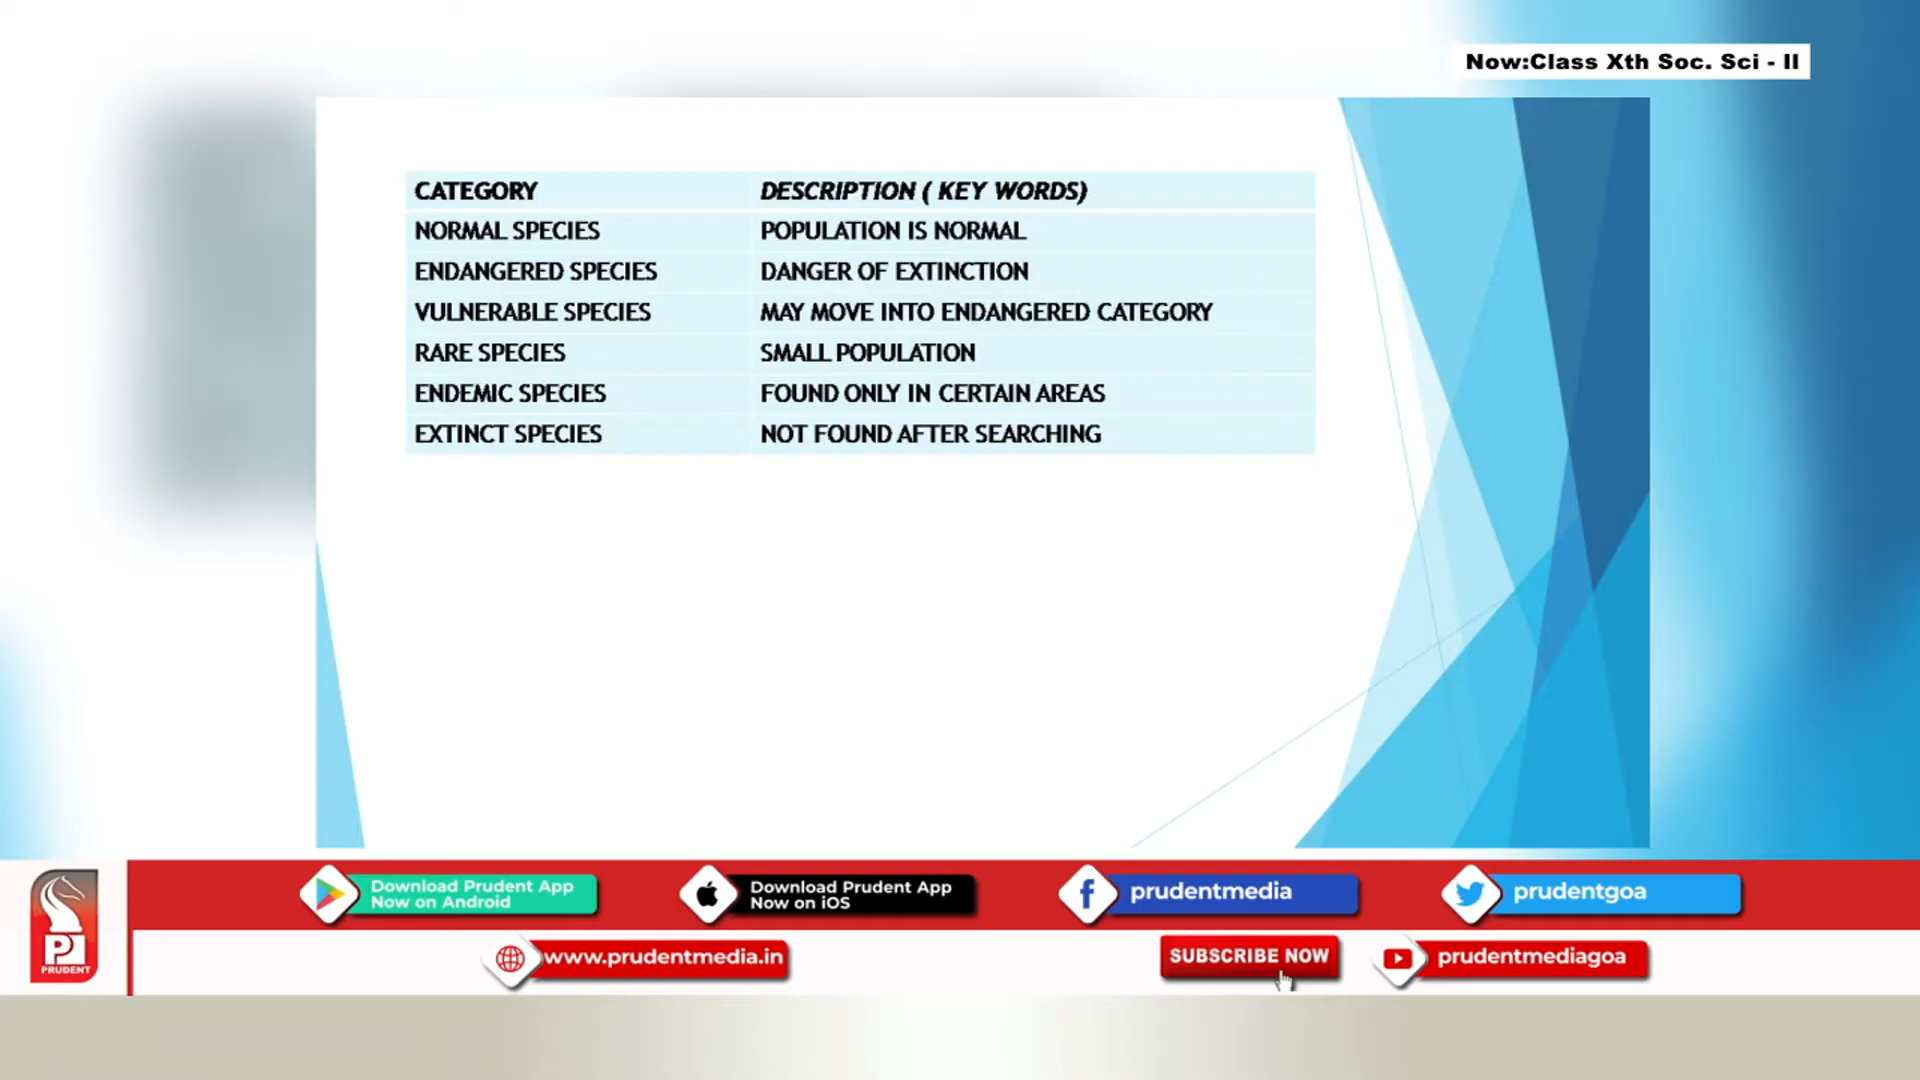 Now:Class Xth Soc. Sci - II
CATEGORY DESCRIPTION ( KEY WORDS)
NORMAL SPECIES POPULATION IS NORMAL
ENDANGERED SPECIES DANGER OF EXTINCTION
VULNERABLE SPECIES MAY MOVE INTO ENDANGERED CATEGORY
RARE SPECIES SMALL POPULATION
ENDEMIC SPECIES FOUND ONLY IN CERTAIN AREAS
EXTINCT SPECIES NOT FOUND AFTER SEARCHING
Download Prudent App
Now on Android
Download Prudent App
Now on iOS
prudentmedia
prudentgoa
P
PRUDENT
www.prudentmedia.in
SUBSCRIBE NOW
prudentmediagoa